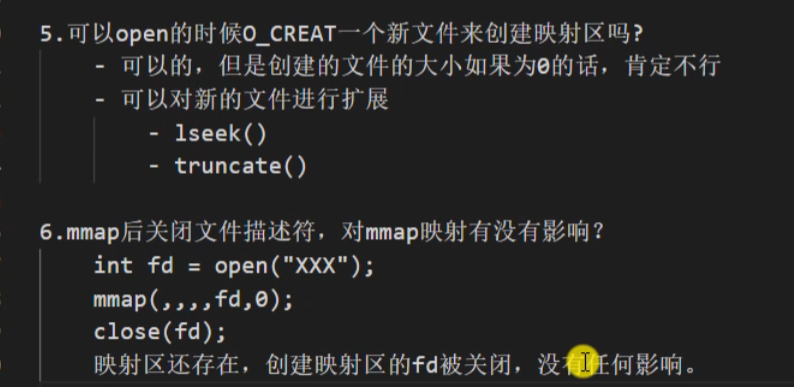 5.可以open的时候O_CREAT一个新文件来创建映射区吗?
- 可以的，但是创建的文件的大小如果为0的话，肯定不行
- 可以对新的文件进行扩展
- lseek()
- truncate()
6.mmap后关闭文件描述符，对mmap映射有没有影响？
int fd = open("XXX");
mmap(,,,,fd,0);
close(fd);
映射区还存在，创建映射区的fd被关闭，没有任何影响。